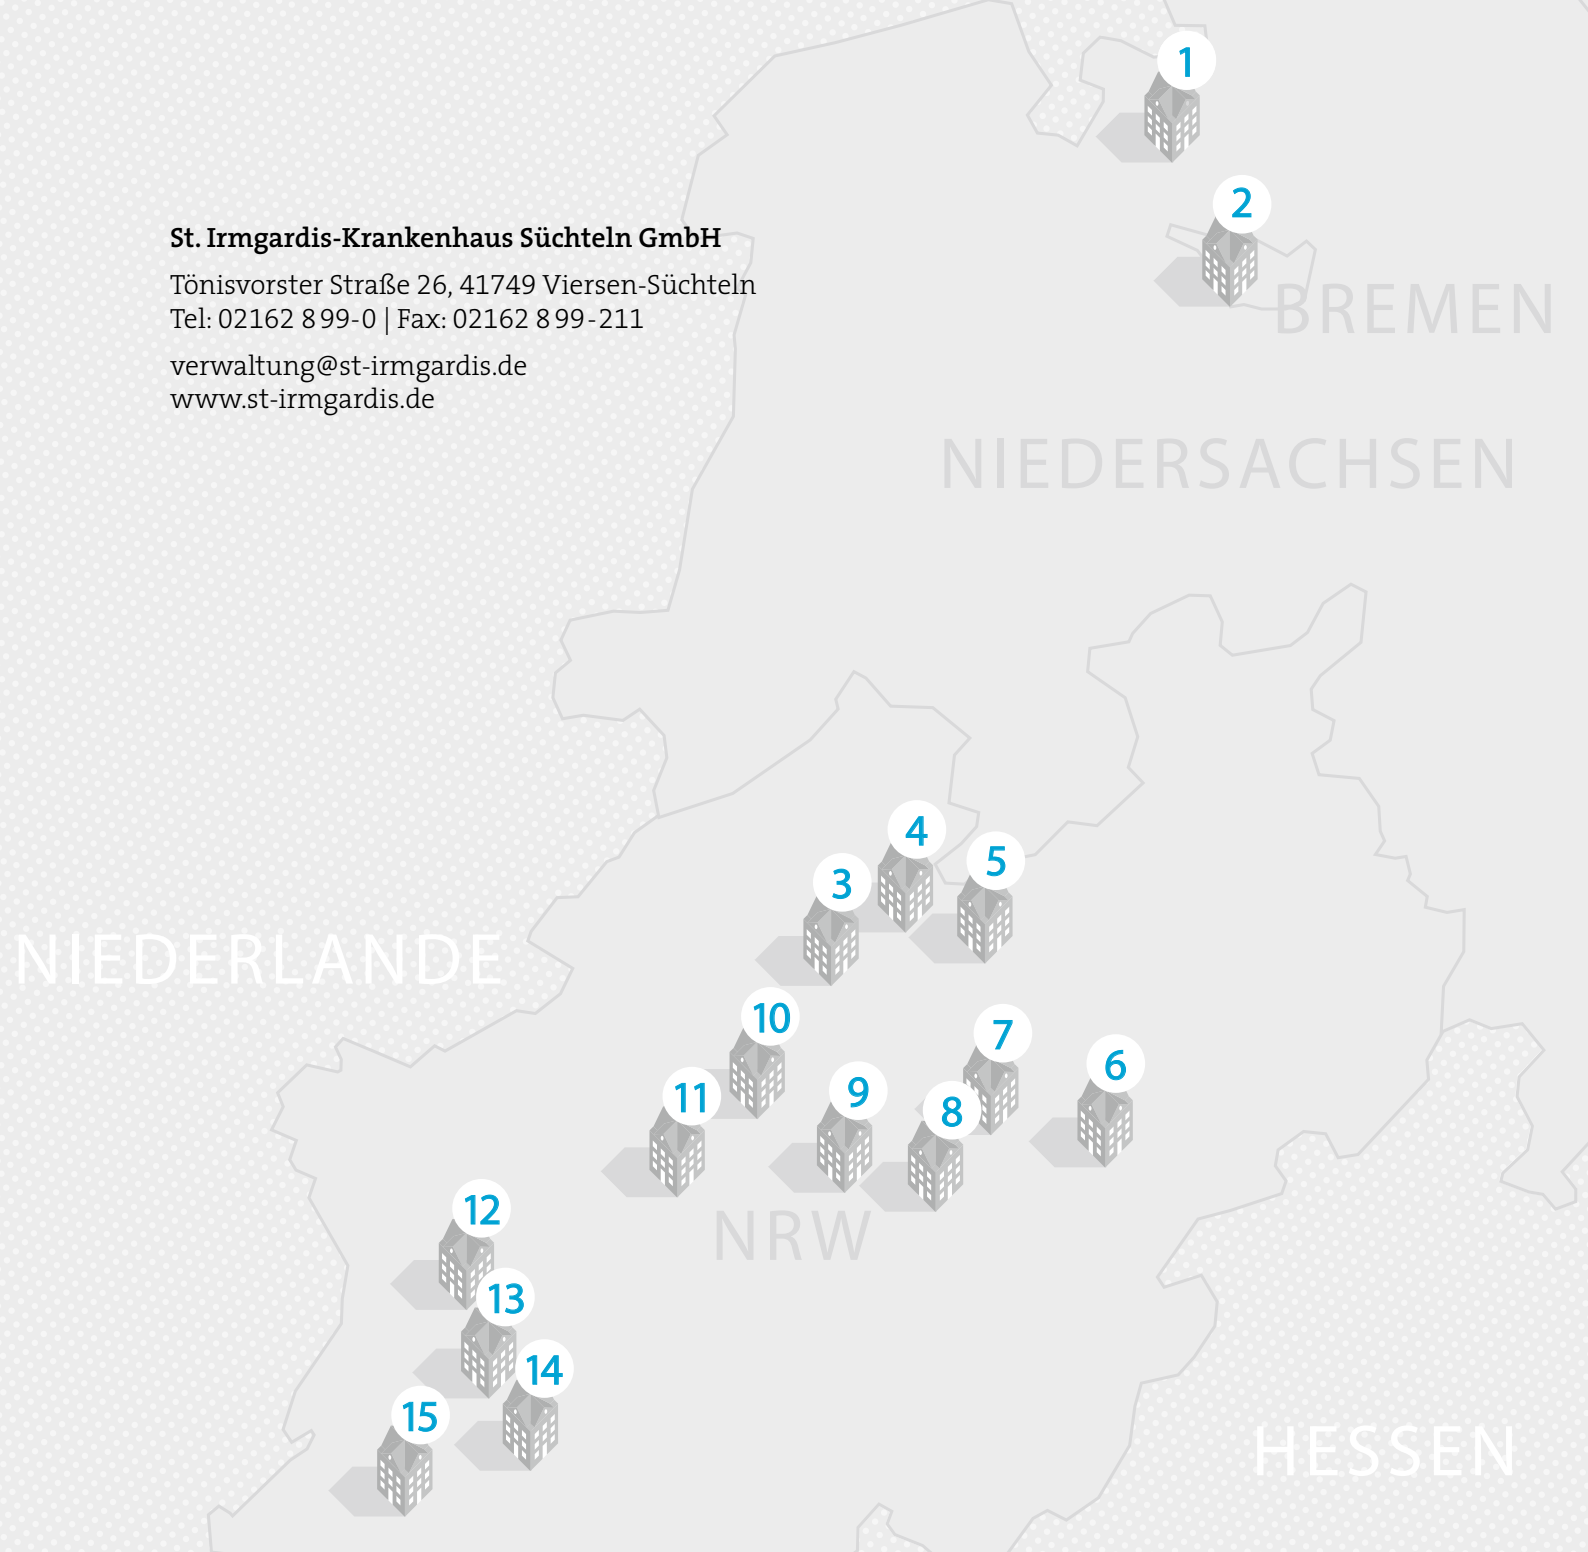 1
2
St. Irmgardis-Krankenhaus Süchteln GmbH
Tönisvorster Straße 26, 41749 Viersen-Süchteln
Tel: 02162 899-0 | Fax: 02162 899-211
verwaltung@st-irmgardis.de
www.st-irmgardis.de
BREMEN
NIEDERSACHSEN
4
5
3
NIEDERLANDE
10
7
6
11
9
8
12
NRW
13
14
15
HESSEN